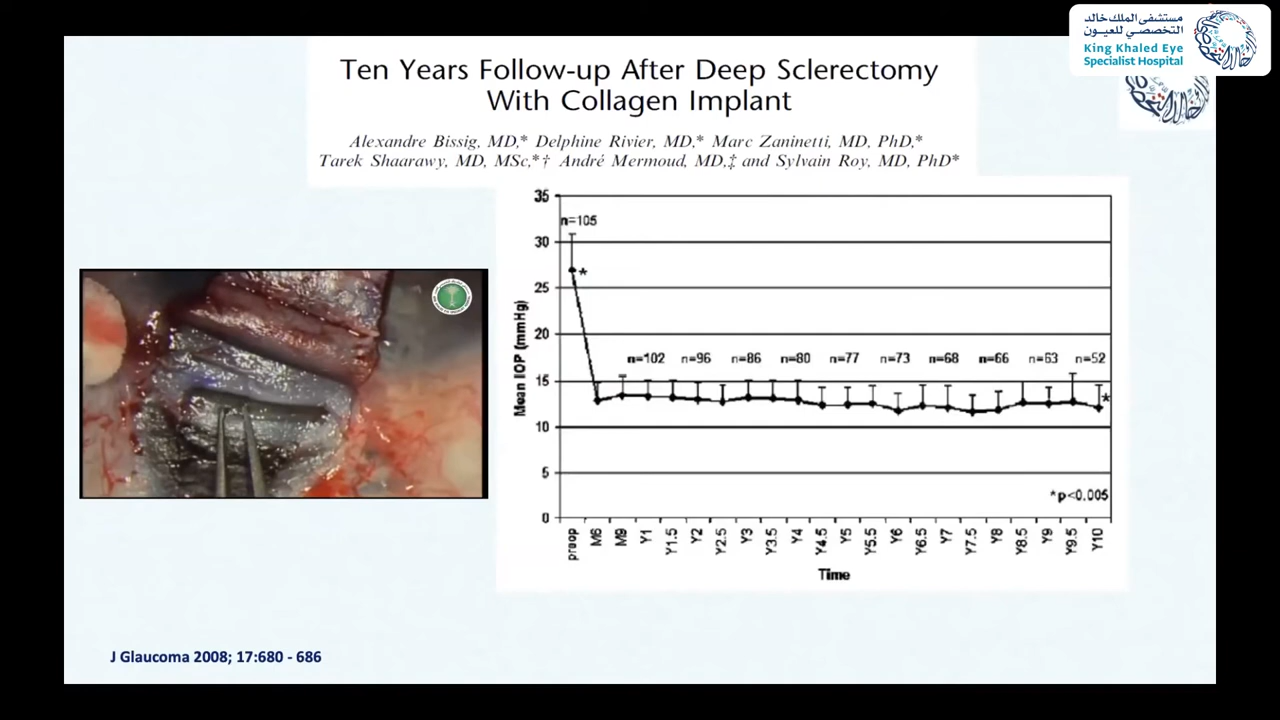 مستشفى الملك خالد
التخصصي للعيون
King Khaled Eye
Specialist Hospital
Ten Years Follow-up After Deep Sclerectomy
With Collagen Implant
Alexandre Bissig, MD,* Delphine Rivier, MD,* Marc Zaninetti, MD, PhD,*
Tarek Shaarawy, MD, MSc,*† André Mermoud, MD,‡ and Sylvain Roy, MD, PhD*
Mean IOP (mmHg)
35
30
25
20
15
10
5
0
n=105
*
n=102 n=96 n=86 n=80 n=77 n=73 n=68 n=66 n=63 n=52
*
*p<0.005
preop M6 M9 Y1 Y1.5 Y2 Y2.5 Y3 Y3.5 Y4 Y4.5 Y5 Y5.5 Y6 Y6.5 Y7 Y7.5 Y8 Y8.5 Y9 Y9.5 Y10
Time
J Glaucoma 2008; 17:680 - 686